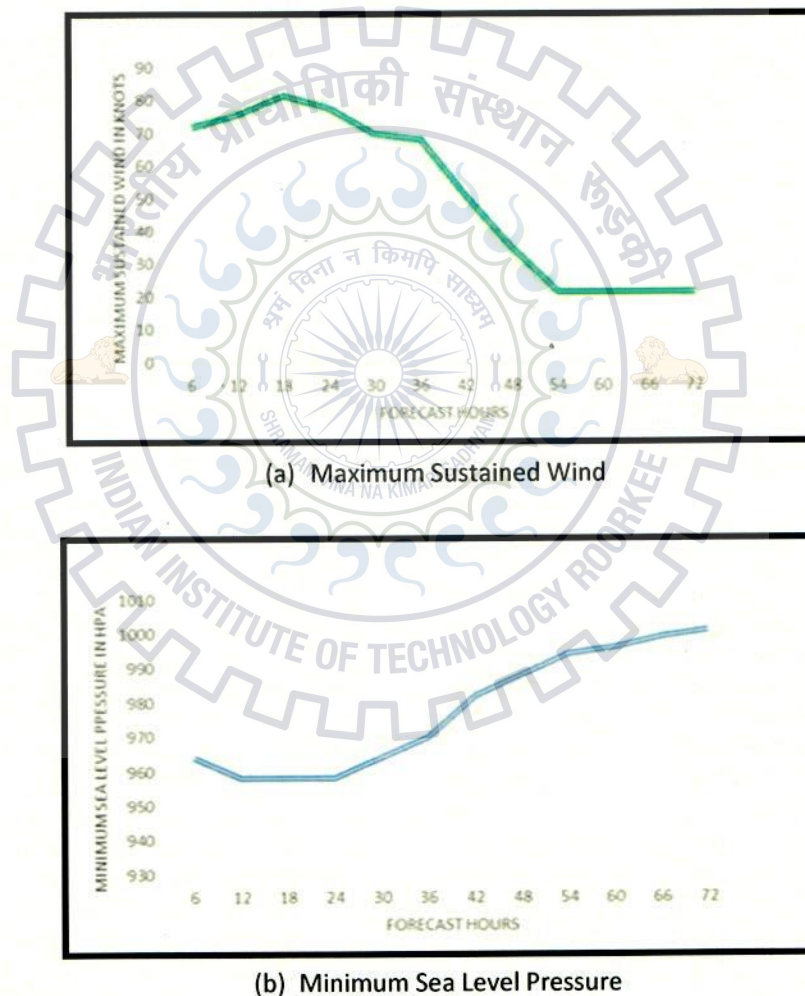 MAXIMUM SUSTAINED WIND IN KNOTS
90
80
70
60
50
40
30
20
10
0
6 12 18 24 30 36 42 48 54 60 66 72
FORECAST HOURS
(a) Maximum Sustained Wind
भारतीय प्रौद्योगिकी संस्थान रुड़की
श्रमं विना न किमपि साध्यम्
SHRAMAM VINA NA KIMAPI SADHYAM
INDIAN INSTITUTE OF TECHNOLOGY ROORKEE
MINIMUM SEA LEVEL PPESSURE IN HPA
1010
1000
990
980
970
960
950
940
930
6 12 18 24 30 36 42 48 54 60 66 72
FORECAST HOURS
(b) Minimum Sea Level Pressure